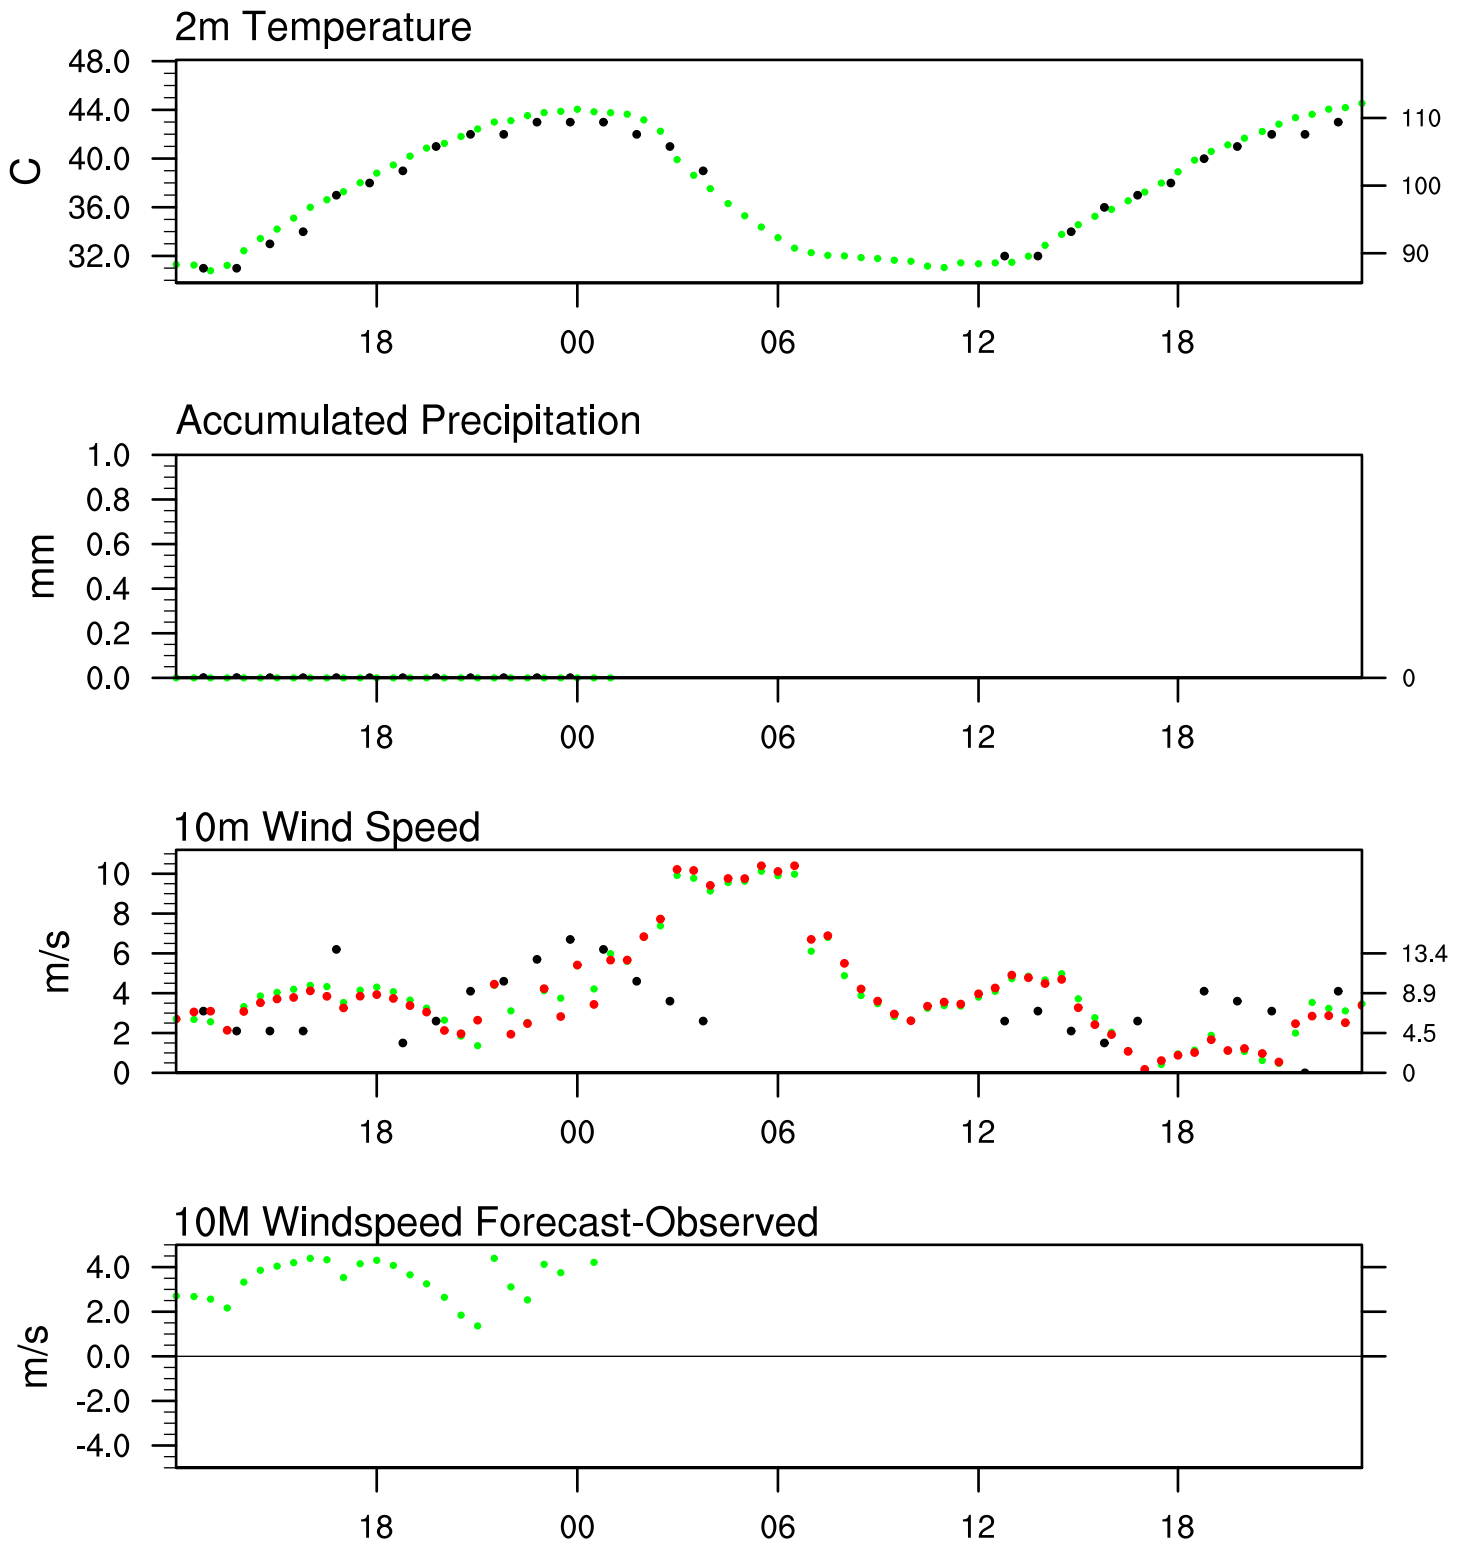 2m Temperature
48.0
44.0
40.0
36.0
32.0
C
110
100
90
18 00 06 12 18
Accumulated Precipitation
1.0
0.8
0.6
0.4
0.2
0.0
mm
0
18 00 06 12 18
10m Wind Speed
10
8
6
4
2
0
m/s
13.4
8.9
4.5
0
18 00 06 12 18
10M Windspeed Forecast-Observed
4.0
2.0
0.0
-2.0
-4.0
m/s
18 00 06 12 18